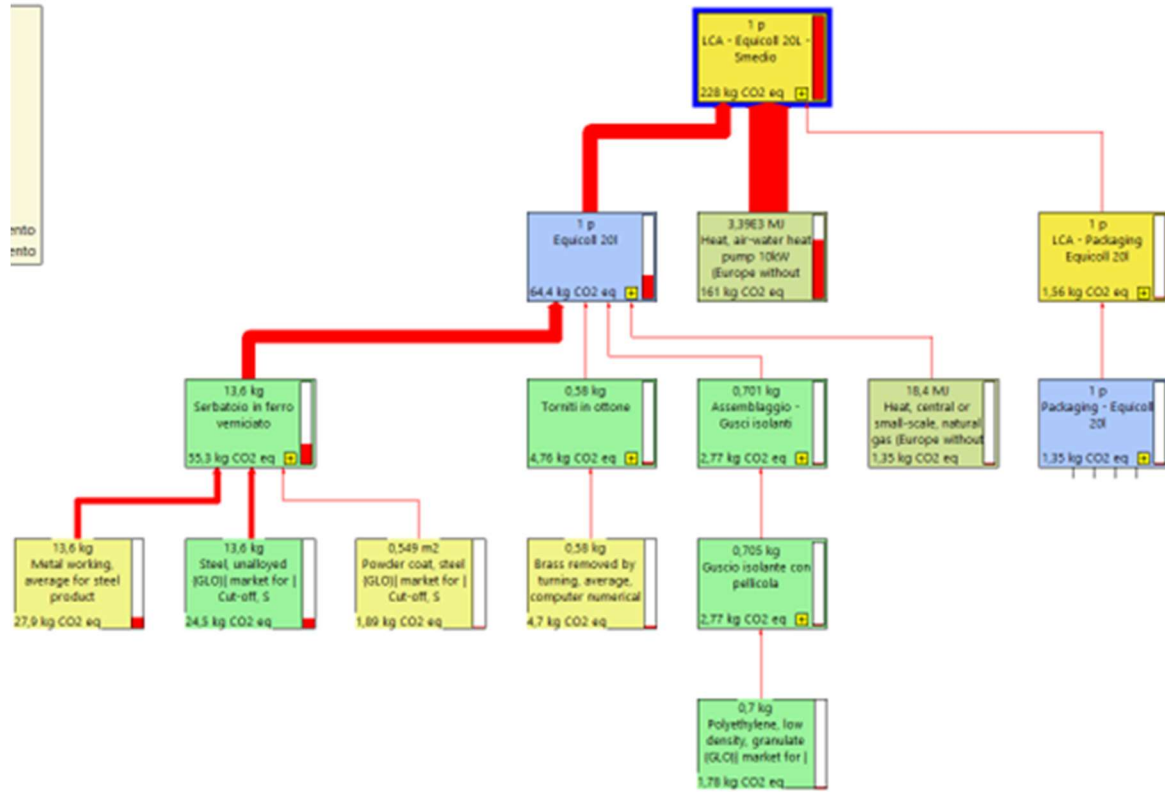 1 p
LCA - Equicoll 20L -
Smedio
228 kg CO2 eq
ento
ento
1 p
Equicoll 20l
64,4 kg CO2 eq
3,39E3 MJ
Heat, air-water heat
pump 10kW
(Europe without
161 kg CO2 eq
1 p
LCA - Packaging
Equicoll 20l
1,56 kg CO2 eq
13,6 kg
Serbatoio in ferro
verniciato
55,3 kg CO2 eq
0,58 kg
Torniti in ottone
4,76 kg CO2 eq
0,701 kg
Assemblaggio -
Gusci isolanti
2,77 kg CO2 eq
18,4 MJ
Heat, central or
small-scale, natural
gas (Europe without
1,35 kg CO2 eq
1 p
Packaging - Equicoll
20l
1,35 kg CO2 eq
13,6 kg
Metal working,
average for steel
product
27,9 kg CO2 eq
13,6 kg
Steel, unalloyed
(GLO)| market for |
Cut-off, S
24,5 kg CO2 eq
0,549 m2
Powder coat, steel
(GLO)| market for |
Cut-off, S
1,89 kg CO2 eq
0,58 kg
Brass removed by
turning, average,
computer numerical
4,7 kg CO2 eq
0,705 kg
Guscio isolante con
pellicola
2,77 kg CO2 eq
0,7 kg
Polyethylene, low
density, granulate
(GLO)| market for |
1,78 kg CO2 eq